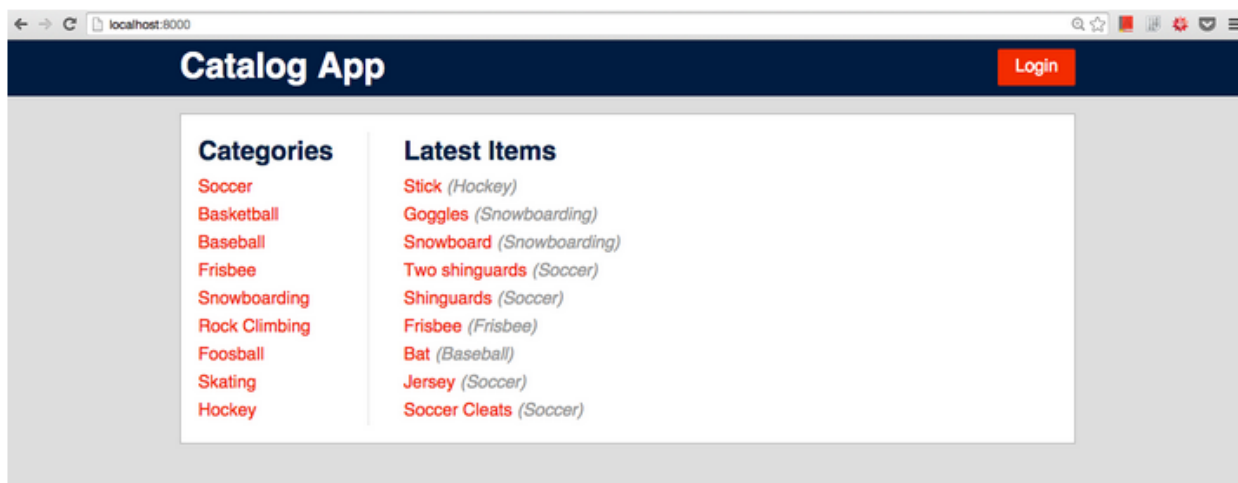 localhost:8000
Catalog App
Login
Categories
Soccer
Basketball
Baseball
Frisbee
Snowboarding
Rock Climbing
Foosball
Skating
Hockey
Latest Items
Stick (Hockey)
Goggles (Snowboarding)
Snowboard (Snowboarding)
Two shinguards (Soccer)
Shinguards (Soccer)
Frisbee (Frisbee)
Bat (Baseball)
Jersey (Soccer)
Soccer Cleats (Soccer)